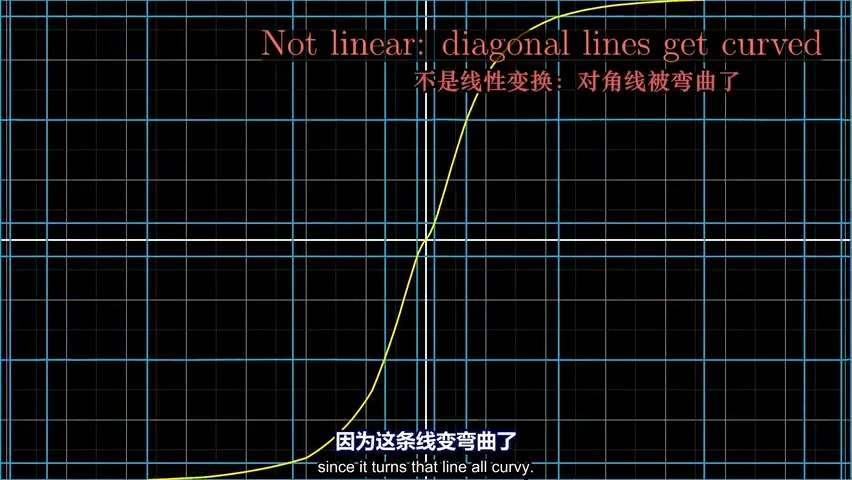 Not linear: diagonal lines get curved
不是线性变换：对角线被弯曲了
因为这条线变弯曲了
since it turns that line all curvy.